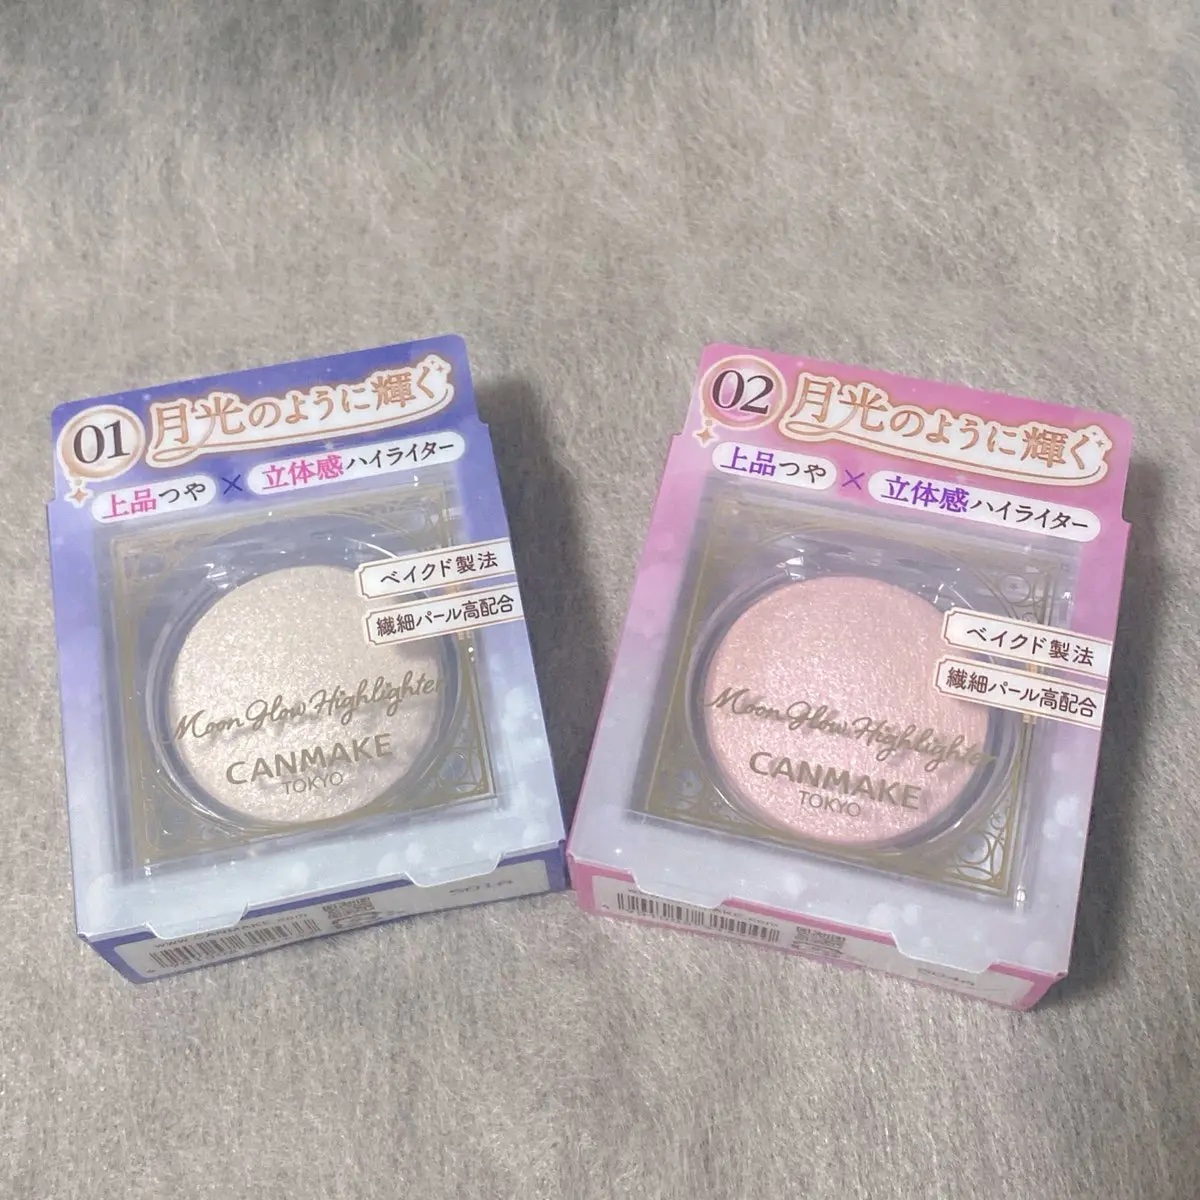 01
月光のように輝く
上品つや × 立体感ハイライター
ベイクド製法
繊細パール高配合
Moon Glow Highlighter
CANMAKE
TOKYO
02
月光のように輝く
上品つや × 立体感ハイライター
ベイクド製法
繊細パール高配合
Moon Glow Highlighter
CANMAKE
TOKYO